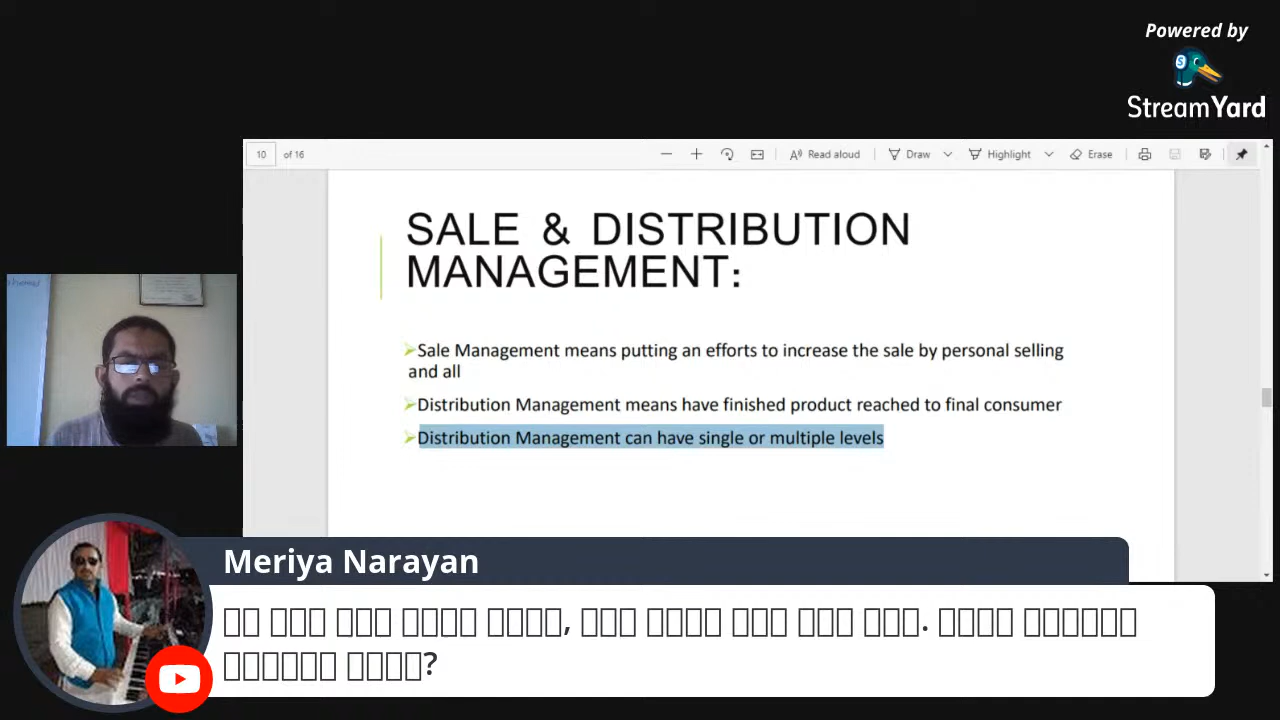 Powered by
StreamYard
10 of 16
Read aloud
Draw
Highlight
Erase
SALE & DISTRIBUTION
MANAGEMENT:
Sale Management means putting an efforts to increase the sale by personal selling
and all
Distribution Management means have finished product reached to final consumer
Distribution Management can have single or multiple levels
Meriya Narayan